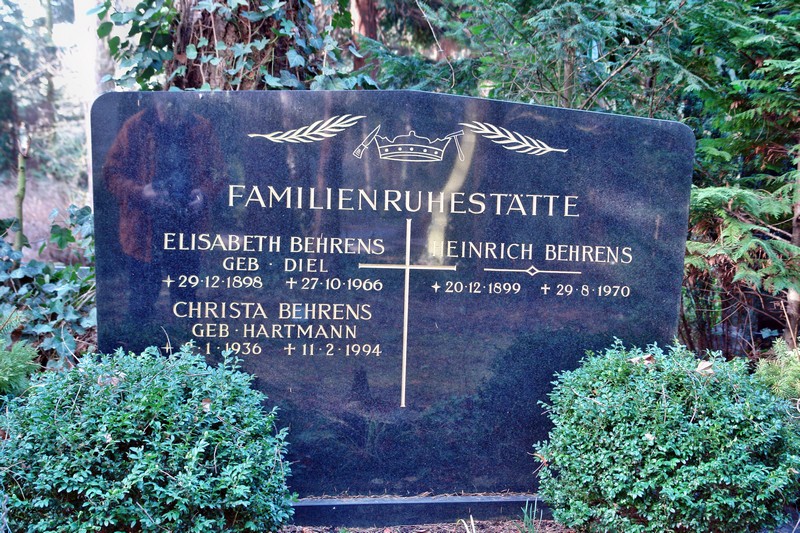 FAMILIENRUHESTÄTTE
ELISABETH BEHRENS
GEB · DIEL
+ 29·12·1898 ✝ 27·10·1966
HEINRICH BEHRENS
+ 20·12·1899 ✝ 29·8·1970
CHRISTA BEHRENS
GEB · HARTMANN
1·1936 ✝ 11·2·1994